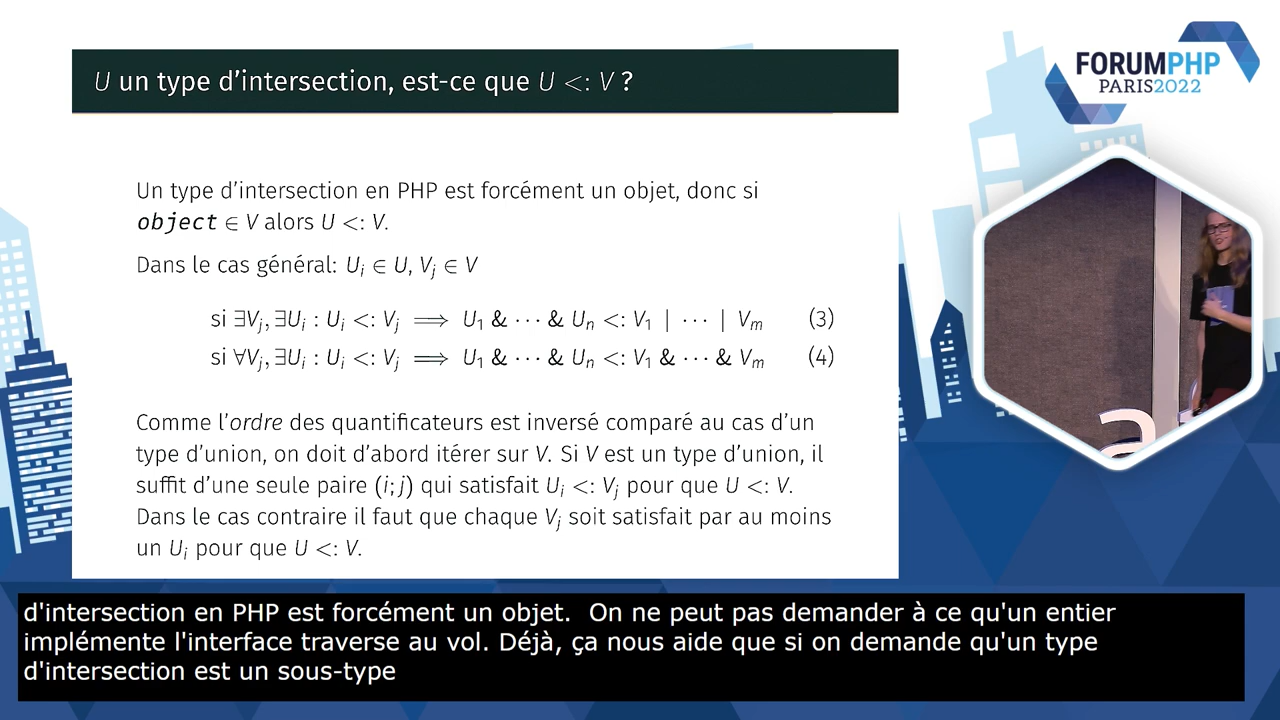 U un type d'intersection, est-ce que U <: V ?
FORUMPHP
PARIS2022
Un type d'intersection en PHP est forcément un objet, donc si
object ∈ V alors U <: V.
Dans le cas général: Uᵢ ∈ U, Vⱼ ∈ V
si ∃Vⱼ, ∃Uᵢ : Uᵢ <: Vⱼ ⟹ U₁ & ··· & Uₙ <: V₁ | ··· | Vₘ (3)
si ∀Vⱼ, ∃Uᵢ : Uᵢ <: Vⱼ ⟹ U₁ & ··· & Uₙ <: V₁ & ··· & Vₘ (4)
Comme l'ordre des quantificateurs est inversé comparé au cas d'un
type d'union, on doit d'abord itérer sur V. Si V est un type d'union, il
suffit d'une seule paire (i; j) qui satisfait Uᵢ <: Vⱼ pour que U <: V.
Dans le cas contraire il faut que chaque Vⱼ soit satisfait par au moins
un Uᵢ pour que U <: V.
a
d'intersection en PHP est forcément un objet.  On ne peut pas demander à ce qu'un entier
implémente l'interface traverse au vol. Déjà, ça nous aide que si on demande qu'un type
d'intersection est un sous-type